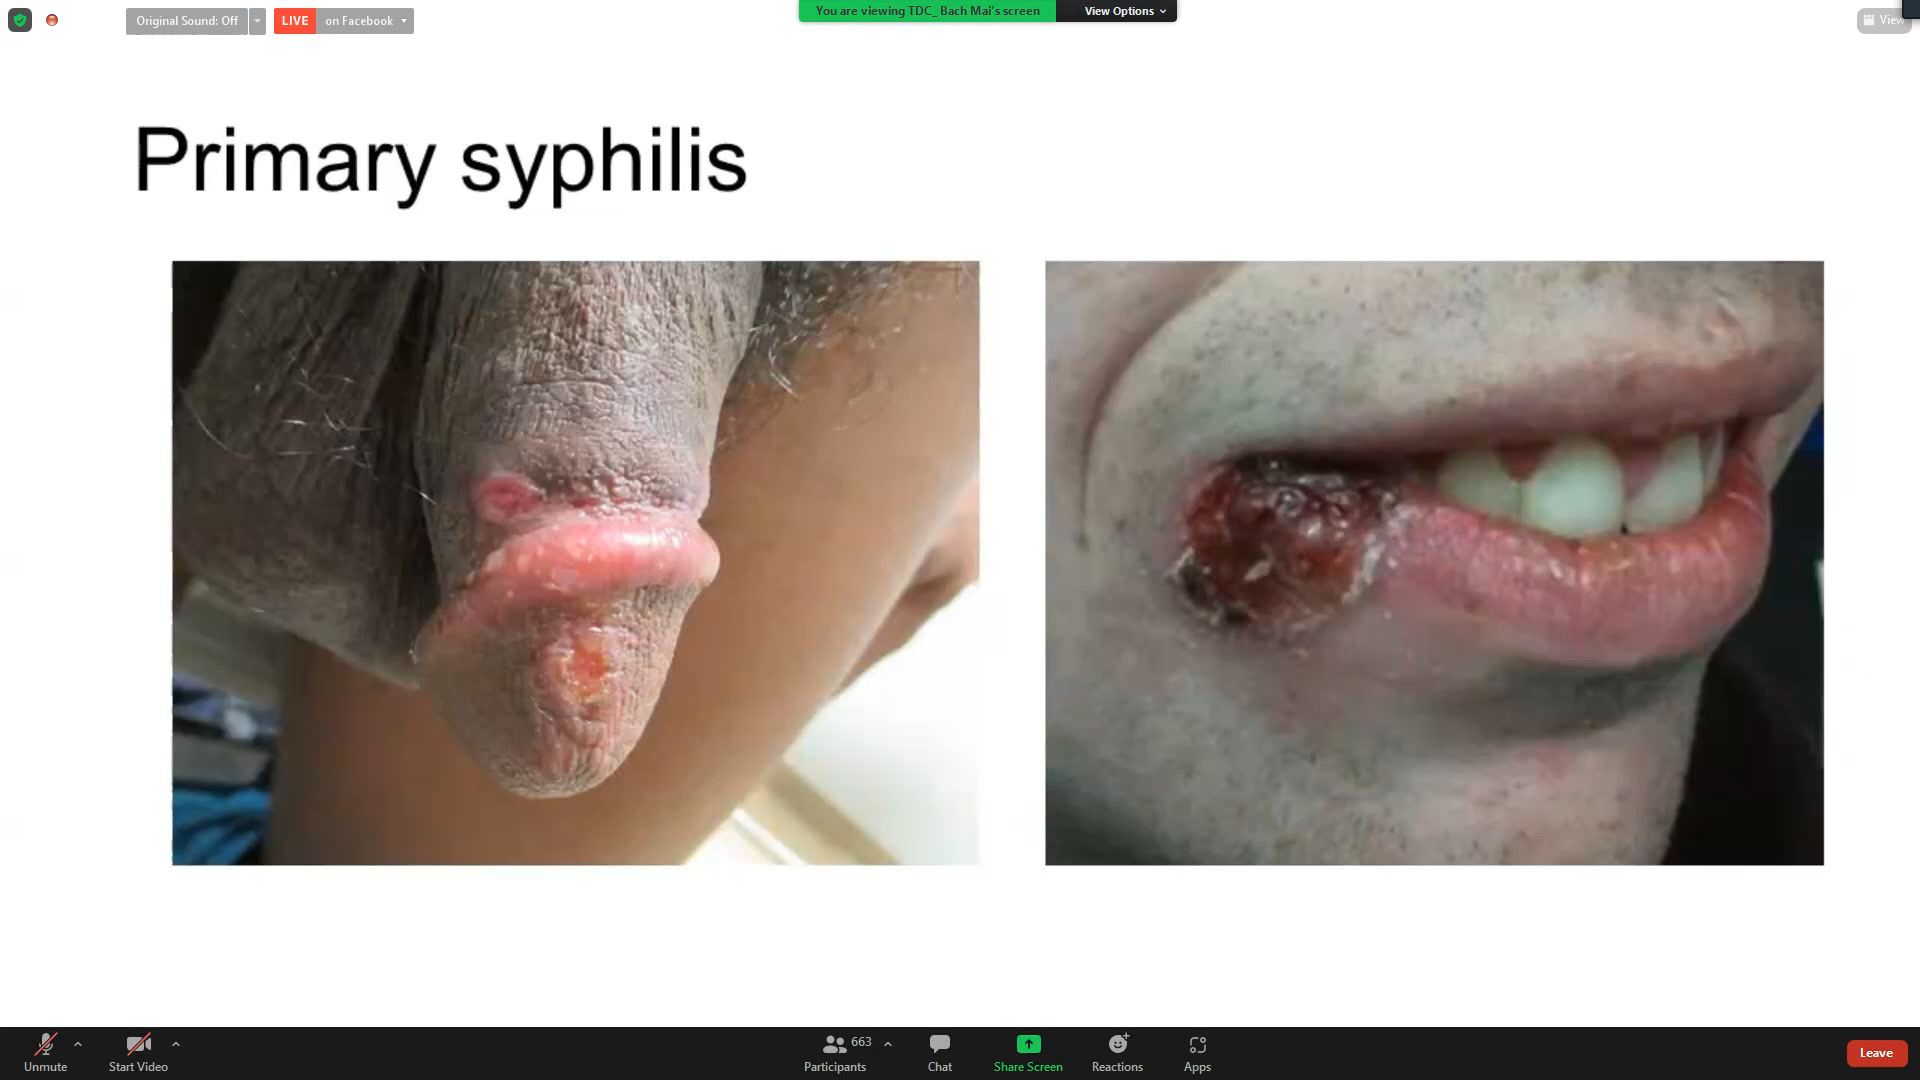 Original Sound: Off
LIVE on Facebook
You are viewing TDC_ Bach Mai's screen
View Options
View
Primary syphilis
Unmute
Start Video
663
Participants
Chat
Share Screen
Reactions
Apps
Leave